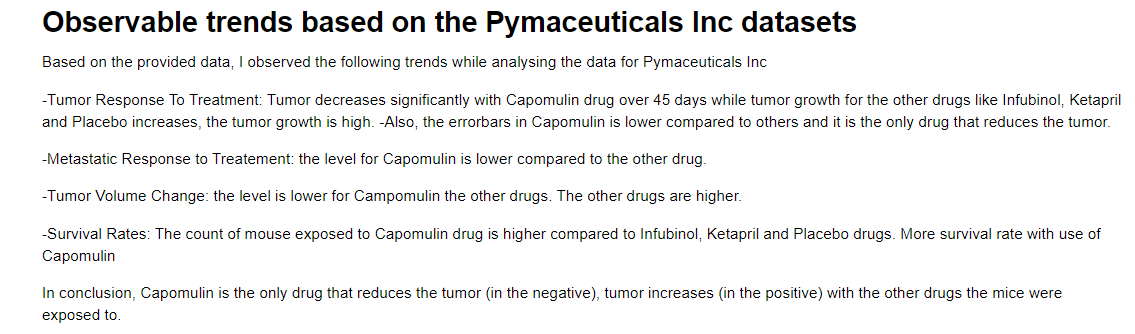 Observable trends based on the Pymaceuticals Inc datasets
Based on the provided data, I observed the following trends while analysing the data for Pymaceuticals Inc
-Tumor Response To Treatment: Tumor decreases significantly with Capomulin drug over 45 days while tumor growth for the other drugs like Infubinol, Ketapril
and Placebo increases, the tumor growth is high. -Also, the errorbars in Capomulin is lower compared to others and it is the only drug that reduces the tumor.
-Metastatic Response to Treatement: the level for Capomulin is lower compared to the other drug.
-Tumor Volume Change: the level is lower for Campomulin the other drugs. The other drugs are higher.
-Survival Rates: The count of mouse exposed to Capomulin drug is higher compared to Infubinol, Ketapril and Placebo drugs. More survival rate with use of
Capomulin
In conclusion, Capomulin is the only drug that reduces the tumor (in the negative), tumor increases (in the positive) with the other drugs the mice were
exposed to.